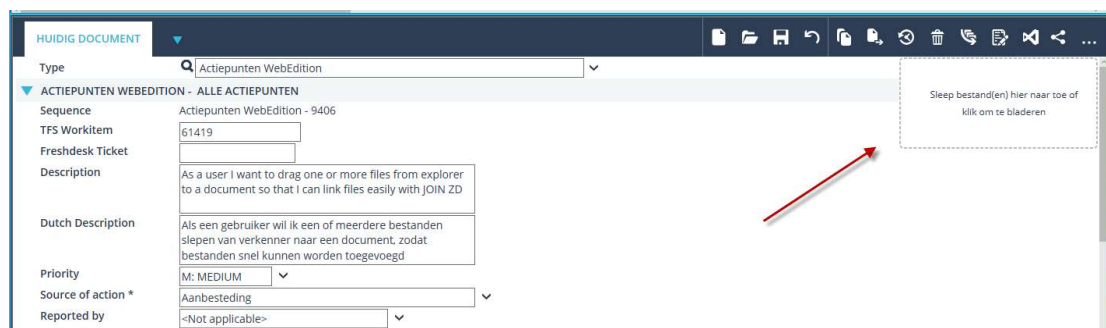 HUIDIG DOCUMENT
...
Type Actiepunten WebEdition
ACTIEPUNTEN WEBEDITION - ALLE ACTIEPUNTEN
Sleep bestand(en) hier naar toe of
klik om te bladeren
Sequence Actiepunten WebEdition - 9406
TFS Workitem 61419
Freshdesk Ticket
Description As a user I want to drag one or more files from explorer
to a document so that I can link files easily with JOIN ZD
Dutch Description Als een gebruiker wil ik een of meerdere bestanden
slepen van verkenner naar een document, zodat
bestanden snel kunnen worden toegevoegd
Priority M: MEDIUM
Source of action * Aanbesteding
Reported by <Not applicable>